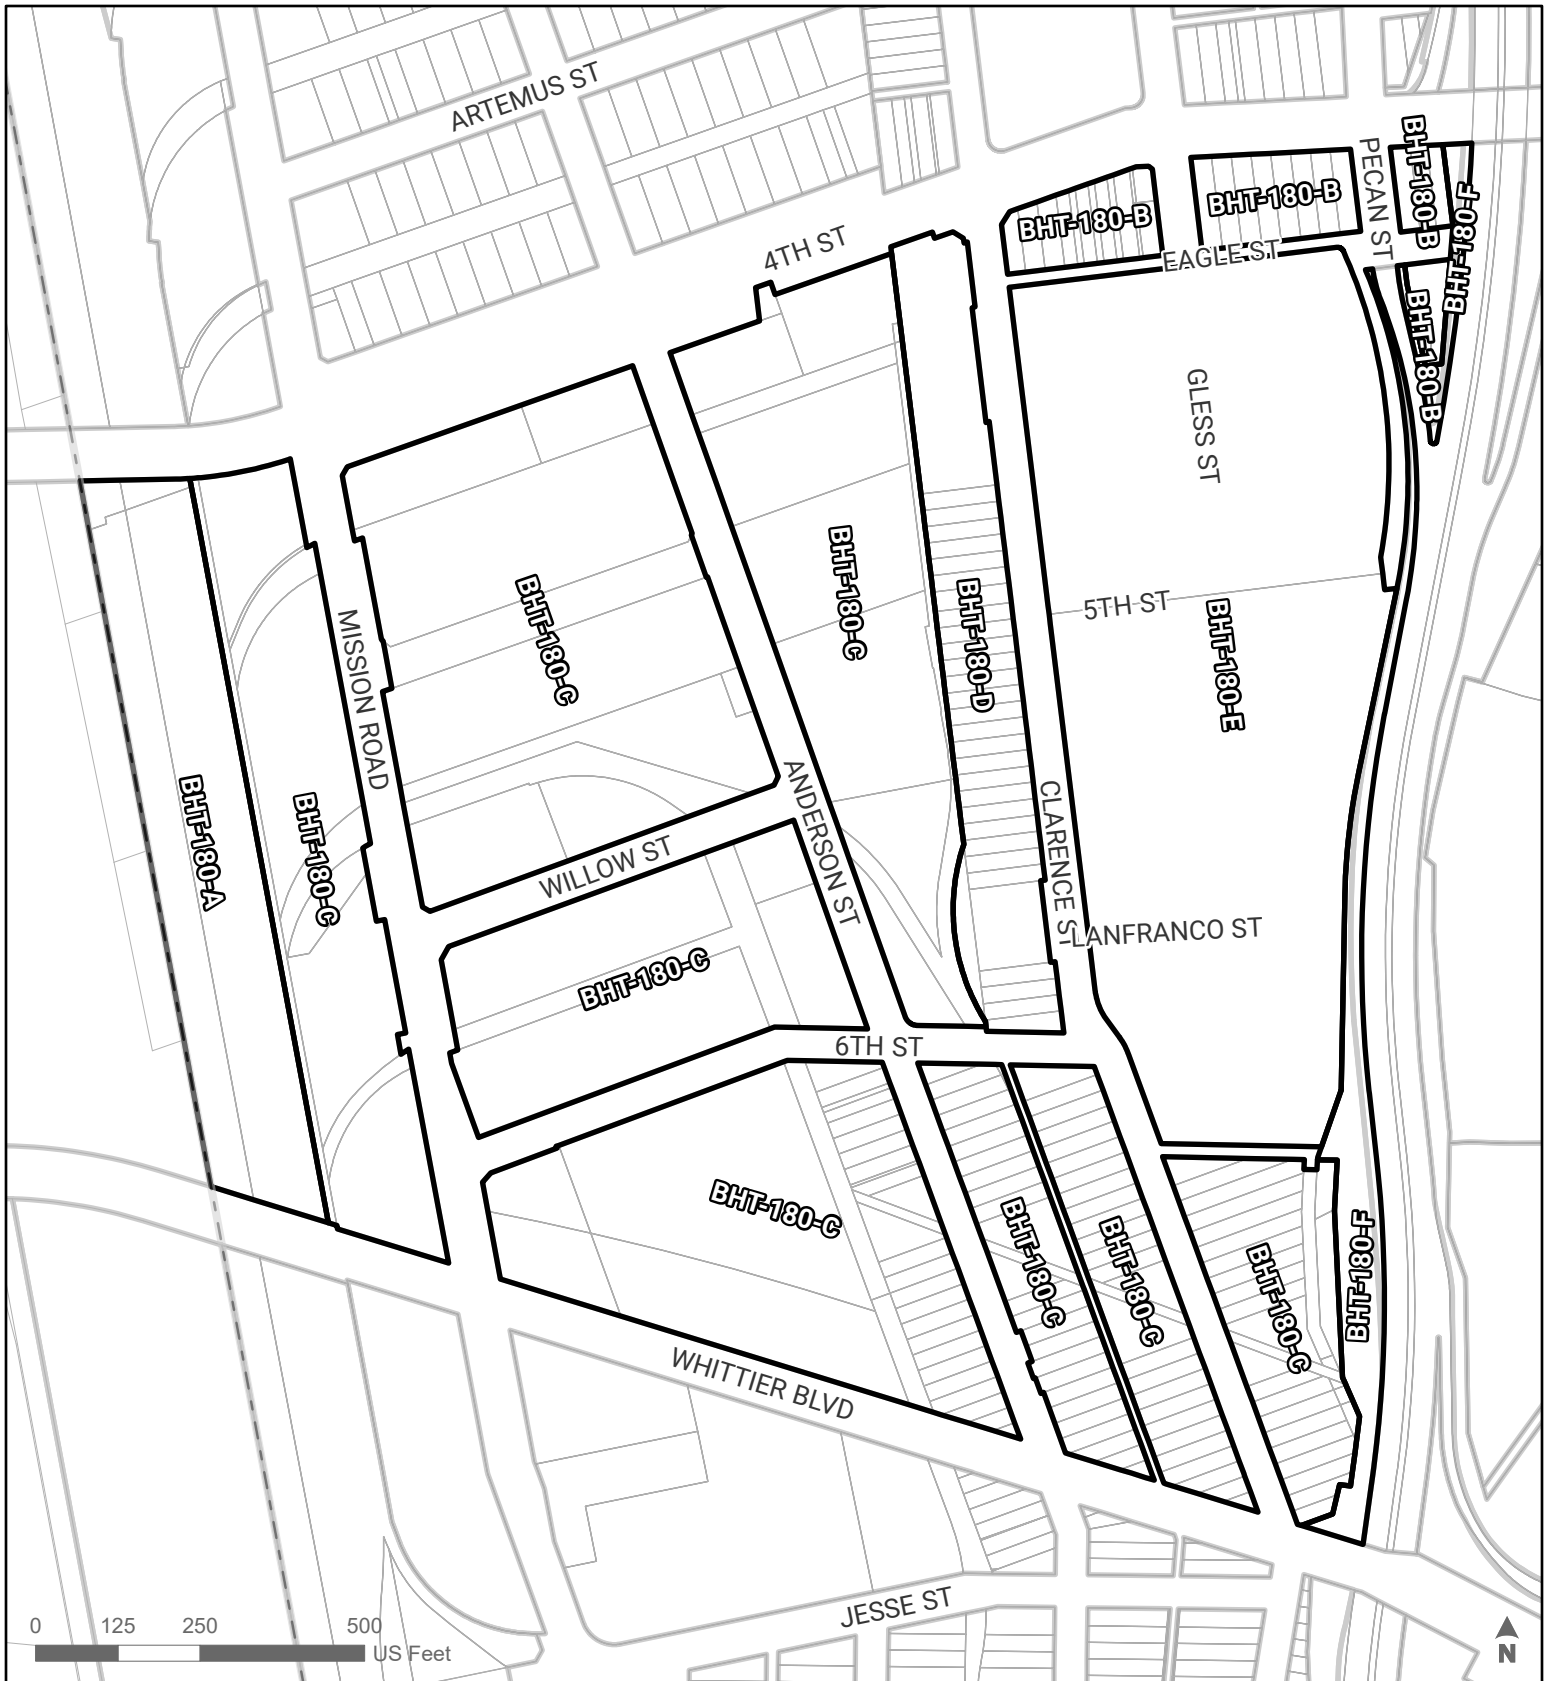 ARTEMUS ST
PECAN ST
BHT-180-B
BHT-180-B
BHT-180-B
BHT-180-F
4TH ST
EAGLE ST
BHT-180-B
GLESS ST
BHT-180-C
BHT-180-C
BHT-180-D
5TH ST
BHT-180-E
MISSION ROAD
BHT-180-A
BHT-180-C
ANDERSON ST
CLARENCE ST
WILLOW ST
LANFRANCO ST
BHT-180-C
6TH ST
BHT-180-C
BHT-180-C
BHT-180-C
BHT-180-C
BHT-180-F
WHITTIER BLVD
JESSE ST
0 125 250 500
US Feet
N